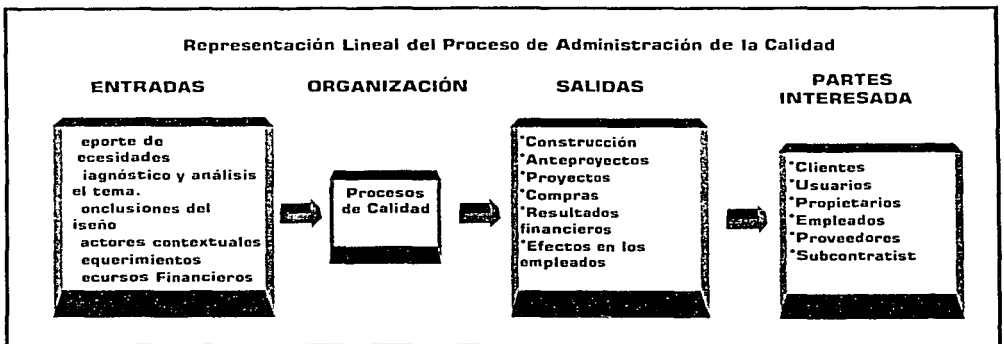 Representación Lineal del Proceso de Administración de la Calidad
ENTRADAS
ORGANIZACIÓN
SALIDAS
PARTES
INTERESADA
eporte de
ecesidades
iagnóstico y análisis
el tema.
onclusiones del
iseño
actores contextuales
equerimientos
ecursos Financieros
Procesos
de Calidad
*Construcción
*Anteproyectos
*Proyectos
*Compras
*Resultados
financieros
*Efectos en los
empleados
*Clientes
*Usuarios
*Propietarios
*Empleados
*Proveedores
*Subcontratist